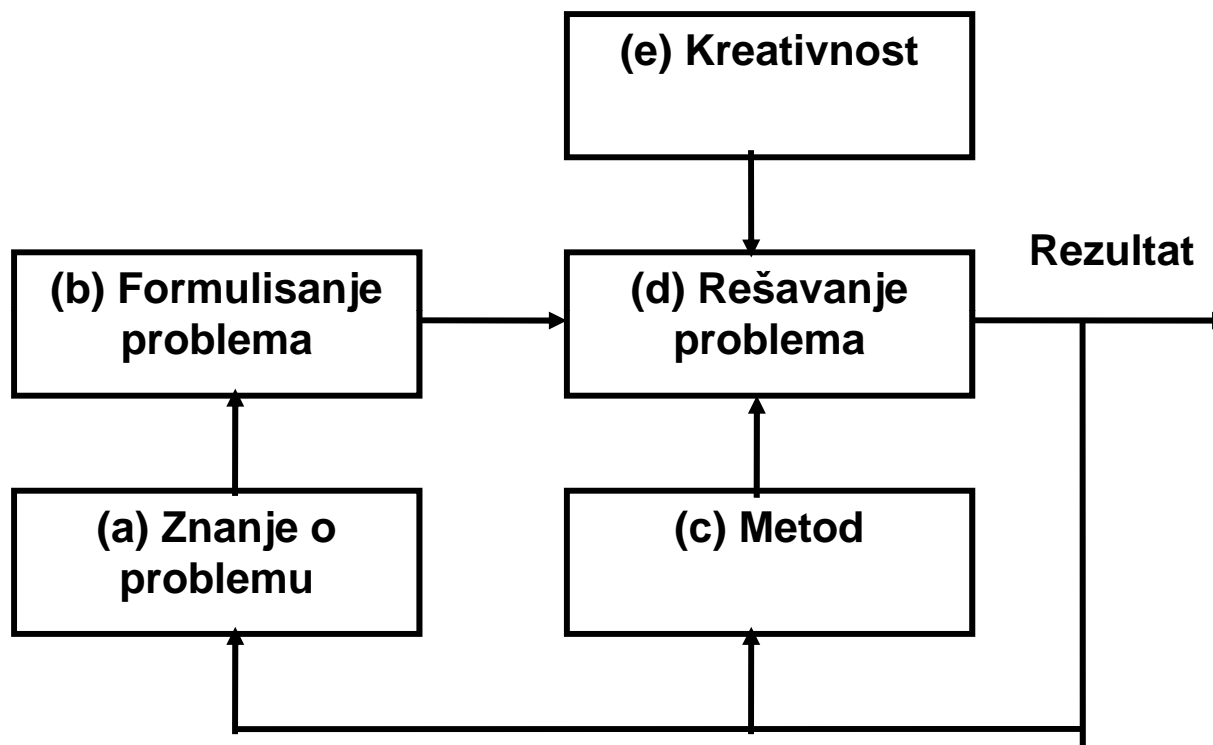 (e) Kreativnost
Rezultat
(b) Formulisanje
problema
(d) Rešavanje
problema
(a) Znanje o
problemu
(c) Metod